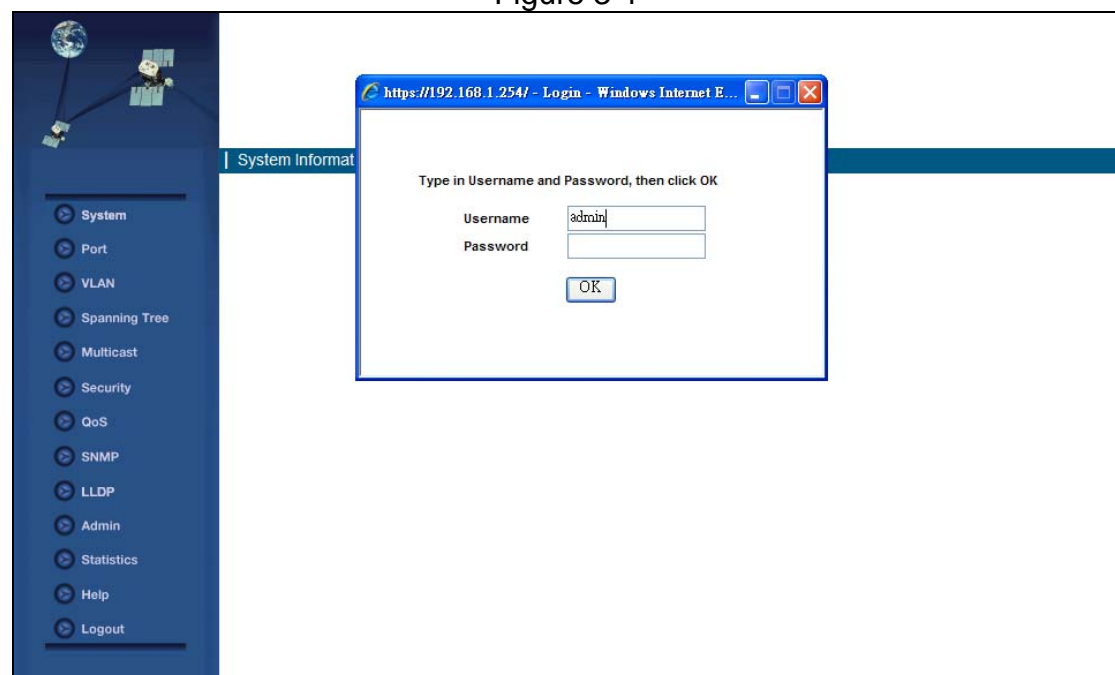 https://192.168.1.254/ - Login - Windows Internet E...
System Informat
Type in Username and Password, then click OK
Username admin
Password
OK
System
Port
VLAN
Spanning Tree
Multicast
Security
QoS
SNMP
LLDP
Admin
Statistics
Help
Logout